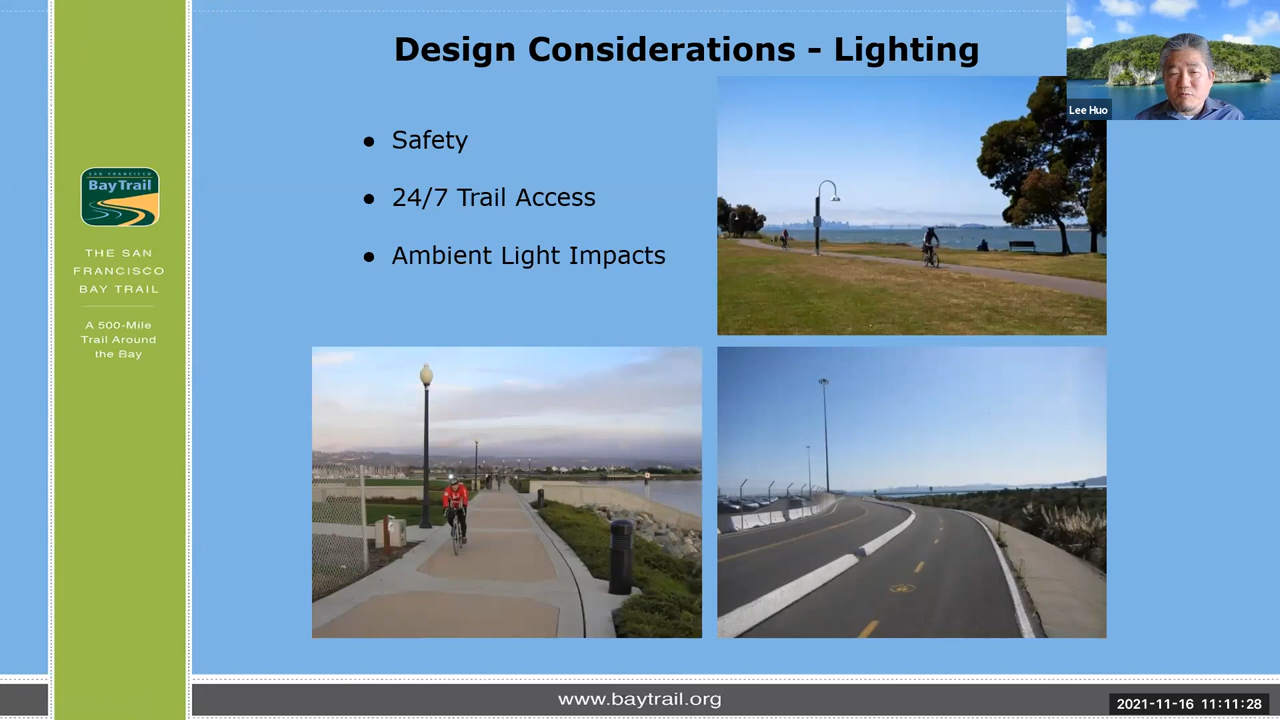 Design Considerations - Lighting
Lee Huo
● Safety
● 24/7 Trail Access
● Ambient Light Impacts
SAN FRANCISCO
Bay Trail
THE SAN
FRANCISCO
BAY TRAIL
A 500-Mile
Trail Around
the Bay
www.baytrail.org
2021-11-16 11:11:28